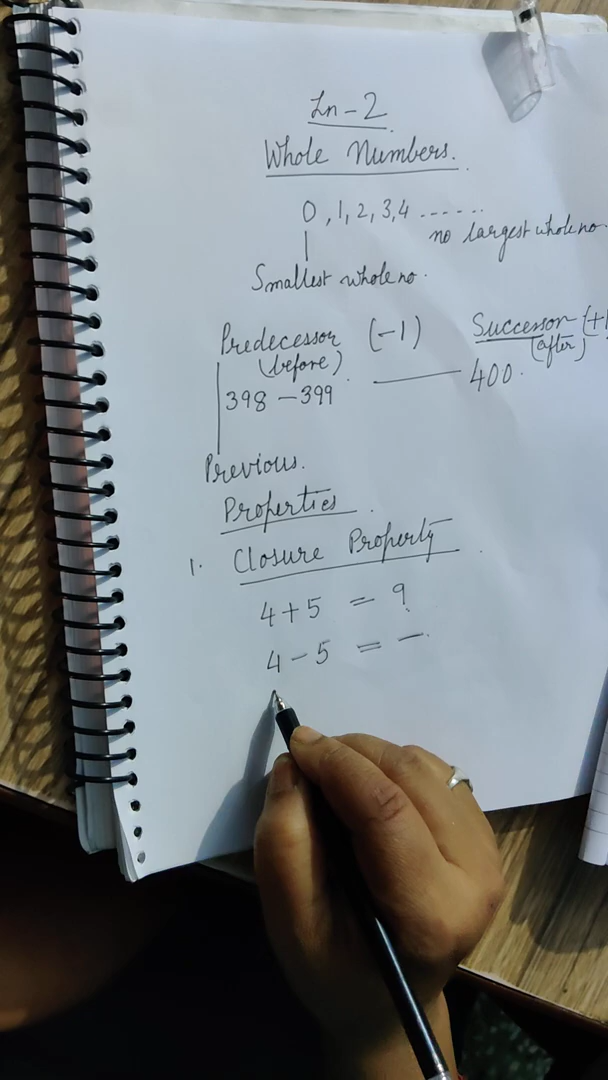 Ln-2
Whole Numbers.
0, 1, 2, 3, 4 ......
no largest whole no.
Smallest whole no.
Predecessor (-1) Successor (+1
(before) (after)
398 - 399 —— 400.
Previous.
Properties.
1. Closure Property.
4+5 = 9.
4-5 = -.